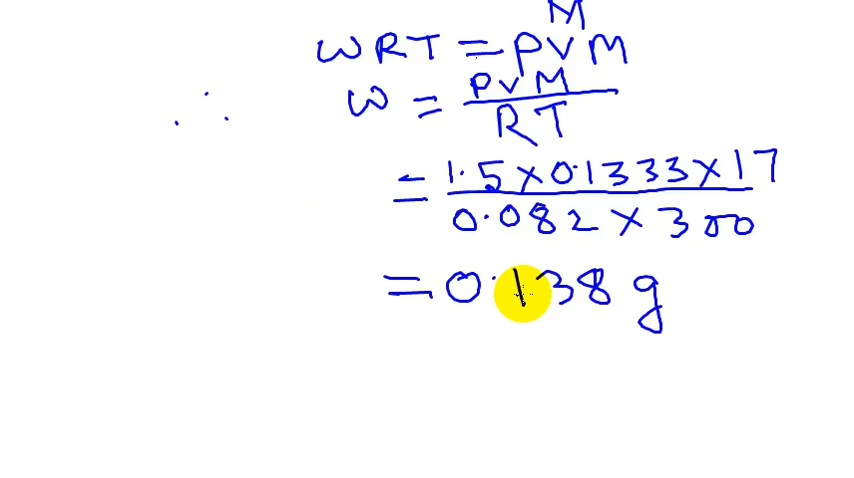 M
WRT = PVM
∴ W = PVM / RT
= 1.5 × 0.1333 × 17 / 0.082 × 300
= 0.138 g